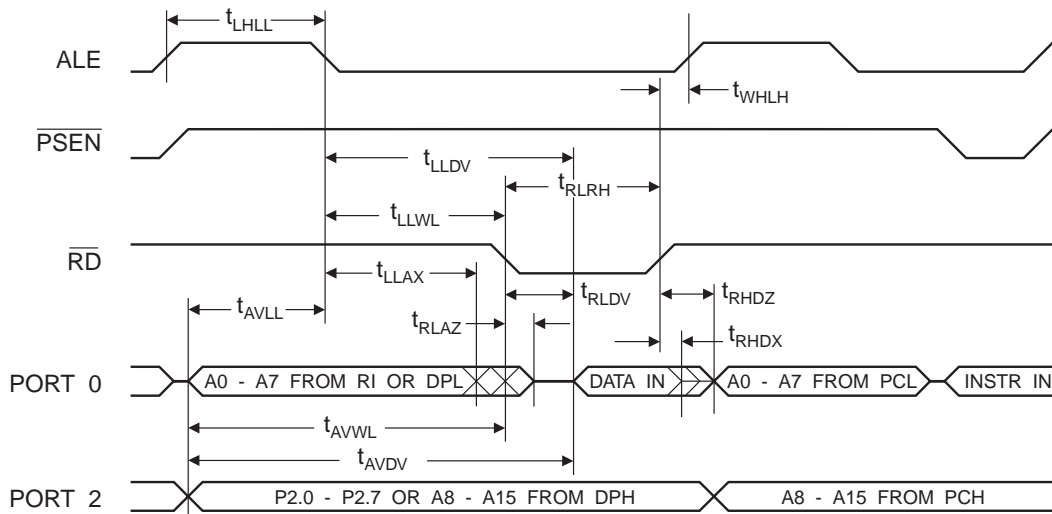 tLHLL
ALE
tWHLH
PSEN
tLLDV
tRLRH
tLLWL
RD
tLLAX
tRLDV
tRHDZ
tAVLL
tRLAZ
tRHDX
PORT 0
A0 - A7 FROM RI OR DPL
DATA IN
A0 - A7 FROM PCL
INSTR IN
tAVWL
tAVDV
PORT 2
P2.0 - P2.7 OR A8 - A15 FROM DPH
A8 - A15 FROM PCH